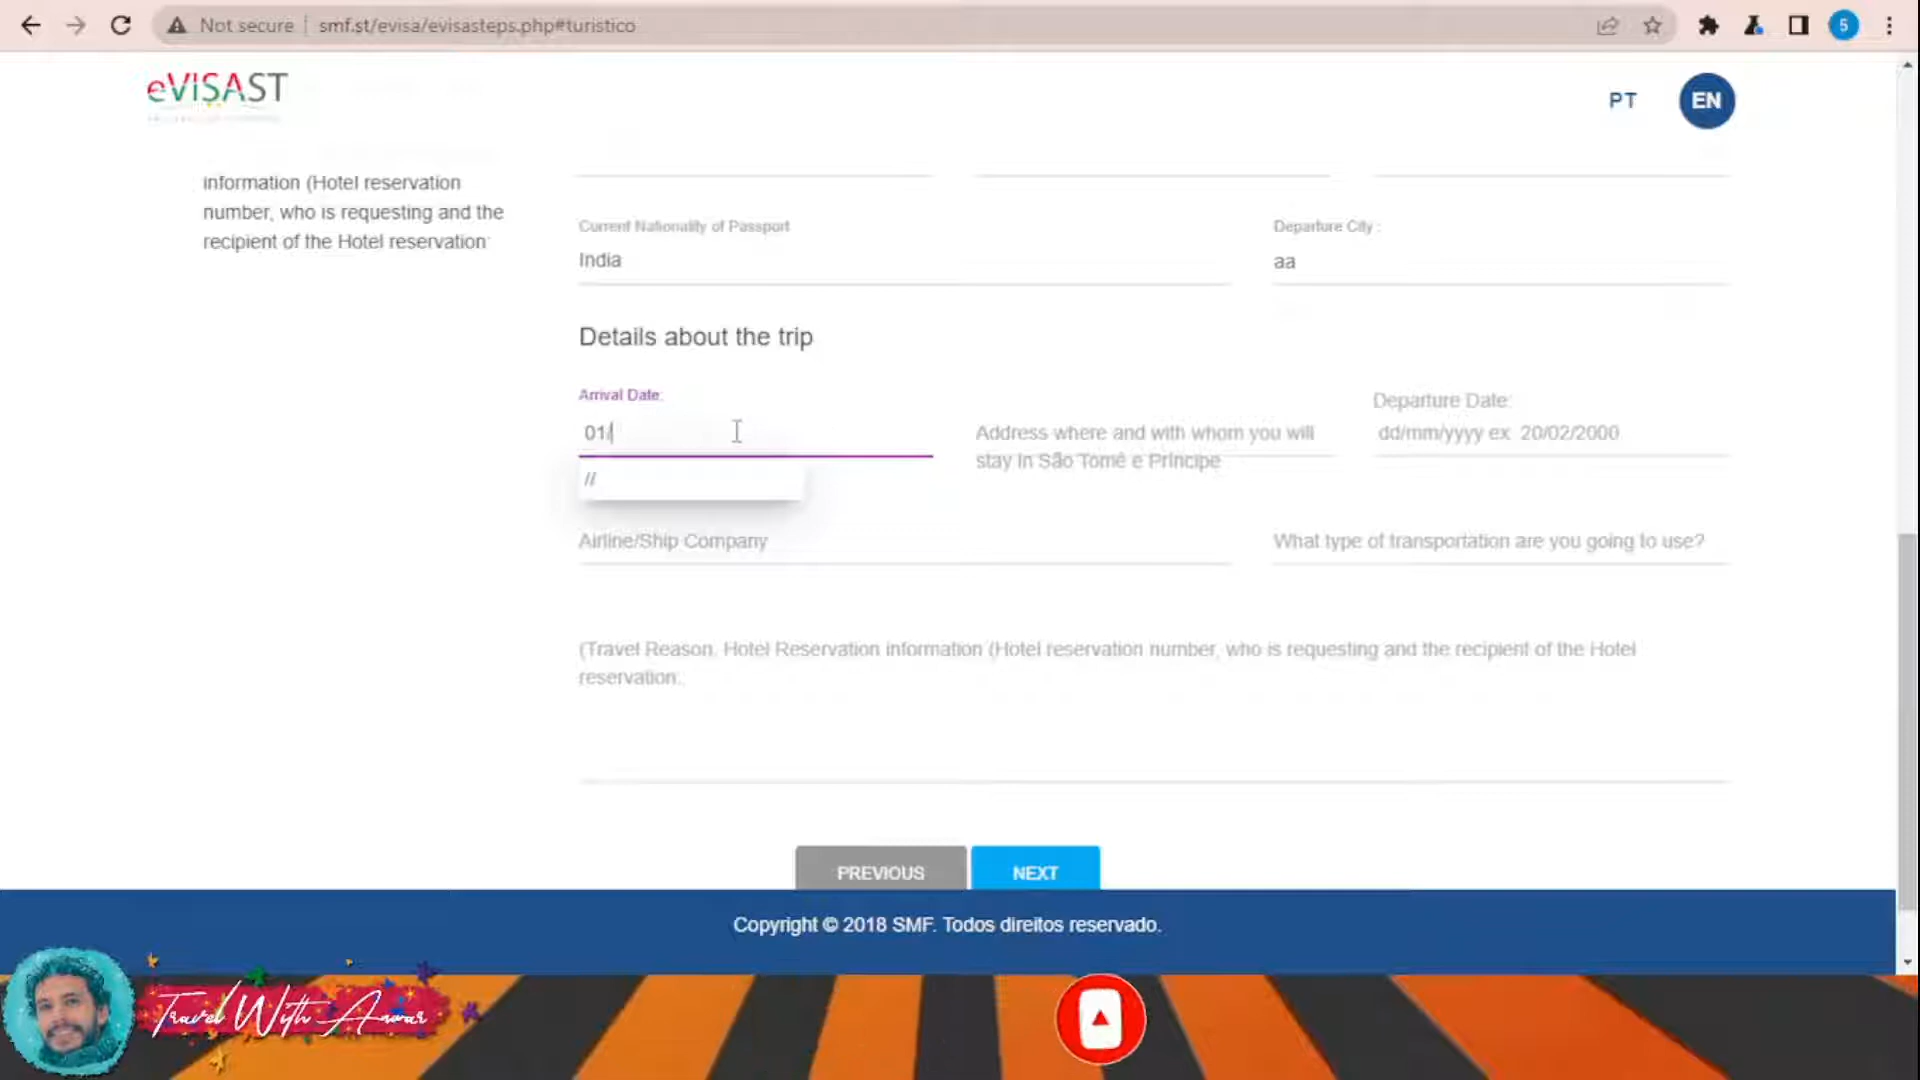 Not secure | smf.st/evisa/evisasteps.php#turistico
5
eVISAST
PT
EN
information (Hotel reservation
number, who is requesting and the
recipient of the Hotel reservation:
Current Nationality of Passport
Departure City :
India
aa
Details about the trip
Arrival Date:
01/
//
Address where and with whom you will
stay in São Tomé e Príncipe
Departure Date:
dd/mm/yyyy ex: 20/02/2000
Airline/Ship Company
What type of transportation are you going to use?
(Travel Reason, Hotel Reservation information (Hotel reservation number, who is requesting and the recipient of the Hotel
reservation:.
PREVIOUS
NEXT
Copyright © 2018 SMF. Todos direitos reservado.
Travel With Anwar